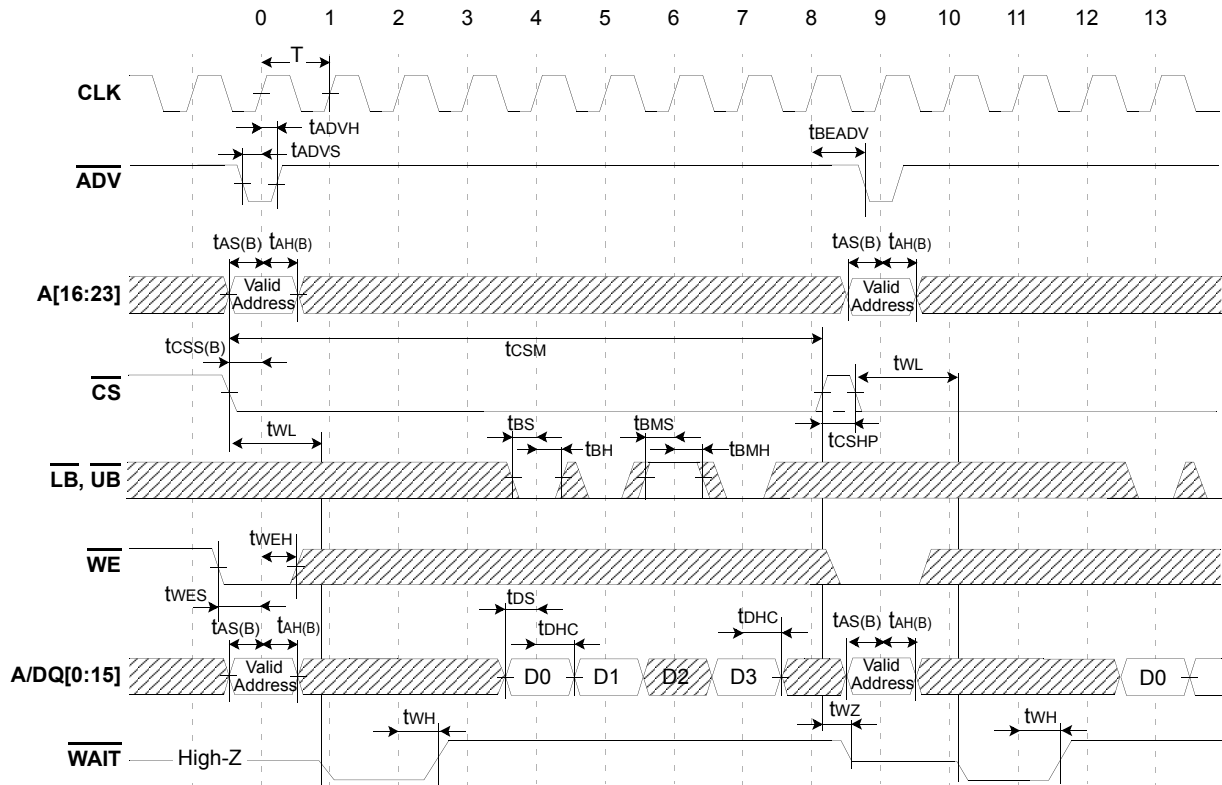 0 1 2 3 4 5 6 7 8 9 10 11 12 13
T
CLK
tADVH
tBEADV
tADVS
ADV
tAS(B) tAH(B) tAS(B) tAH(B)
A[16:23] Valid Address Valid Address
tCSS(B) tCSM
tWL
CS
tWL tBS tBMS tCSHP
tBH tBMH
LB, UB
tWEH
WE
tWES tDS
tAS(B) tAH(B) tDHC tDHC tAS(B) tAH(B)
A/DQ[0:15] Valid Address D0 D1 D2 D3 Valid Address D0
tWH tWZ tWH
WAIT High-Z